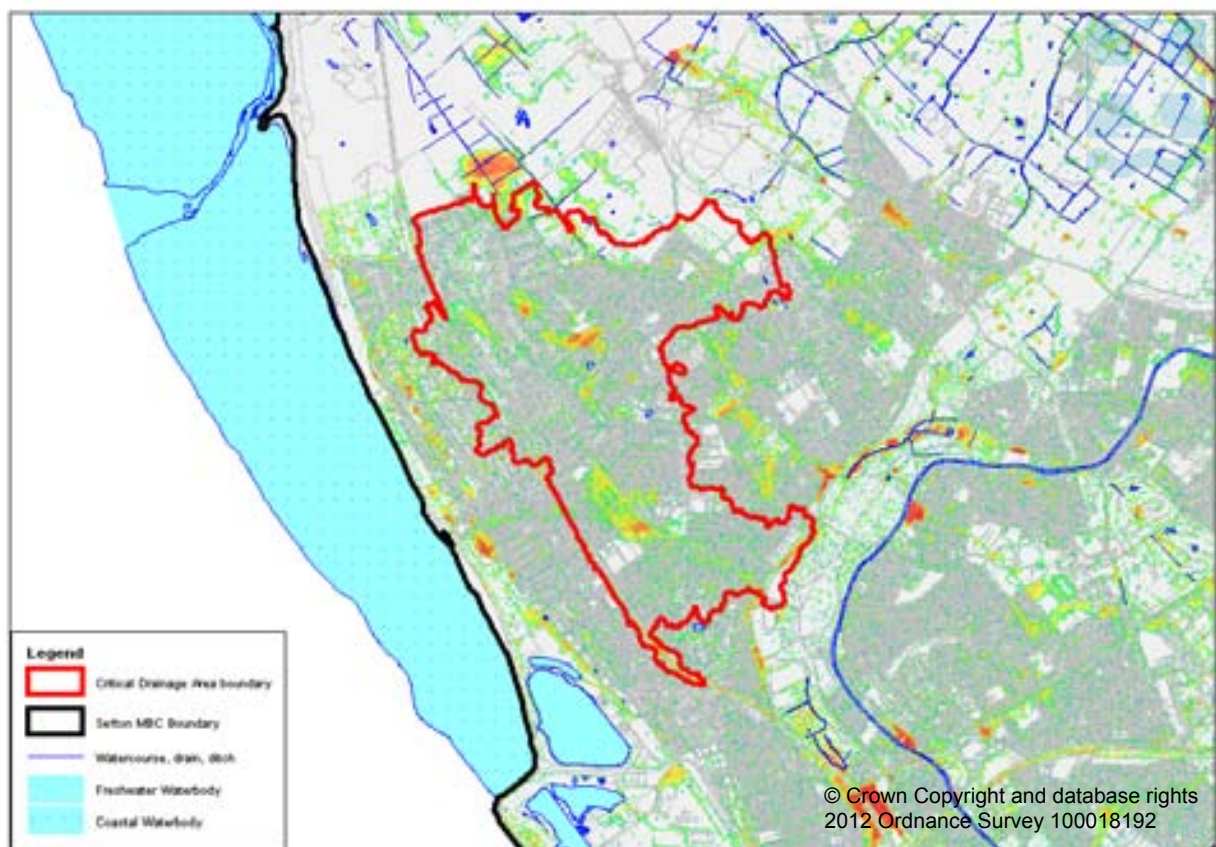 Legend
Critical Drainage Area boundary
Sefton MBC Boundary
Watercourse, drain, ditch
Freshwater Waterbody
Coastal Waterbody
© Crown Copyright and database rights
2012 Ordnance Survey 100018192